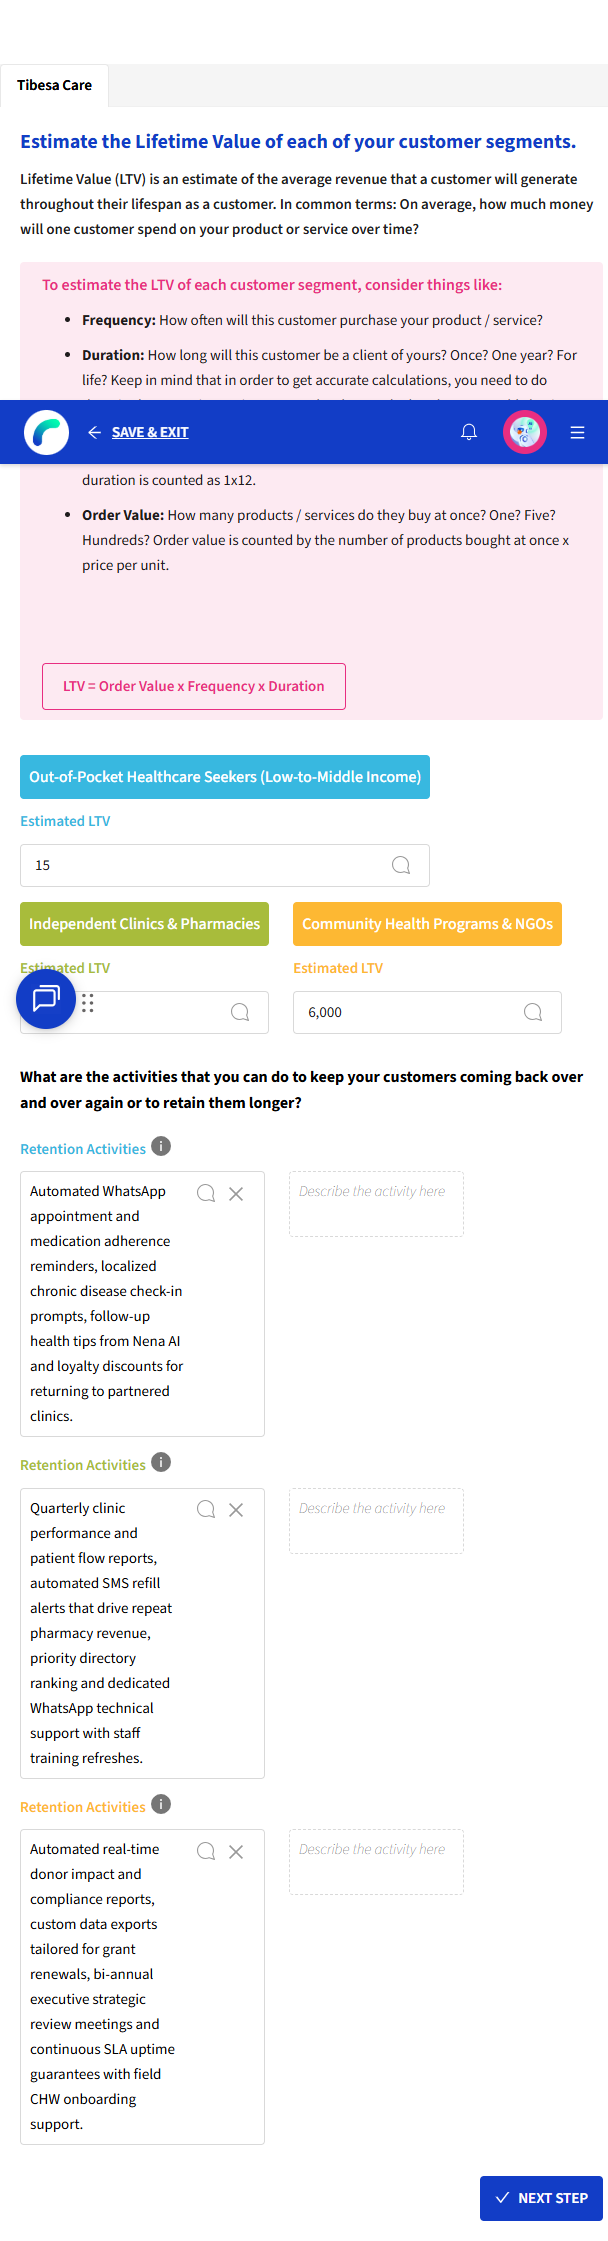 Tibesa Care
Estimate the Lifetime Value of each of your customer segments.
Lifetime Value (LTV) is an estimate of the average revenue that a customer will generate
throughout their lifespan as a customer. In common terms: On average, how much money
will one customer spend on your product or service over time?
To estimate the LTV of each customer segment, consider things like:
Frequency: How often will this customer purchase your product / service?
Duration: How long will this customer be a client of yours? Once? One year? For
life? Keep in mind that in order to get accurate calculations, you need to do
SAVE & EXIT
duration is counted as 1x12.
Order Value: How many products / services do they buy at once? One? Five?
Hundreds? Order value is counted by the number of products bought at once x
price per unit.
LTV = Order Value x Frequency x Duration
Out-of-Pocket Healthcare Seekers (Low-to-Middle Income)
Estimated LTV
15
Independent Clinics & Pharmacies
Community Health Programs & NGOs
Estimated LTV
Estimated LTV
6,000
What are the activities that you can do to keep your customers coming back over
and over again or to retain them longer?
Retention Activities
Automated WhatsApp
appointment and
medication adherence
reminders, localized
chronic disease check-in
prompts, follow-up
health tips from Nena AI
and loyalty discounts for
returning to partnered
clinics.
Describe the activity here
Retention Activities
Quarterly clinic
performance and
patient flow reports,
automated SMS refill
alerts that drive repeat
pharmacy revenue,
priority directory
ranking and dedicated
WhatsApp technical
support with staff
training refreshes.
Describe the activity here
Retention Activities
Automated real-time
donor impact and
compliance reports,
custom data exports
tailored for grant
renewals, bi-annual
executive strategic
review meetings and
continuous SLA uptime
guarantees with field
CHW onboarding
support.
Describe the activity here
NEXT STEP